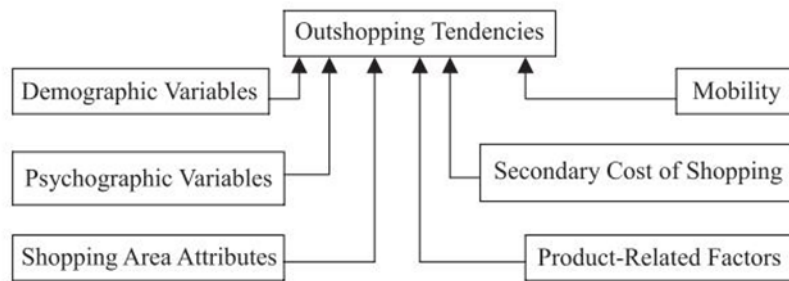 Outshopping Tendencies
Demographic Variables
Mobility
Psychographic Variables
Secondary Cost of Shopping
Shopping Area Attributes
Product-Related Factors